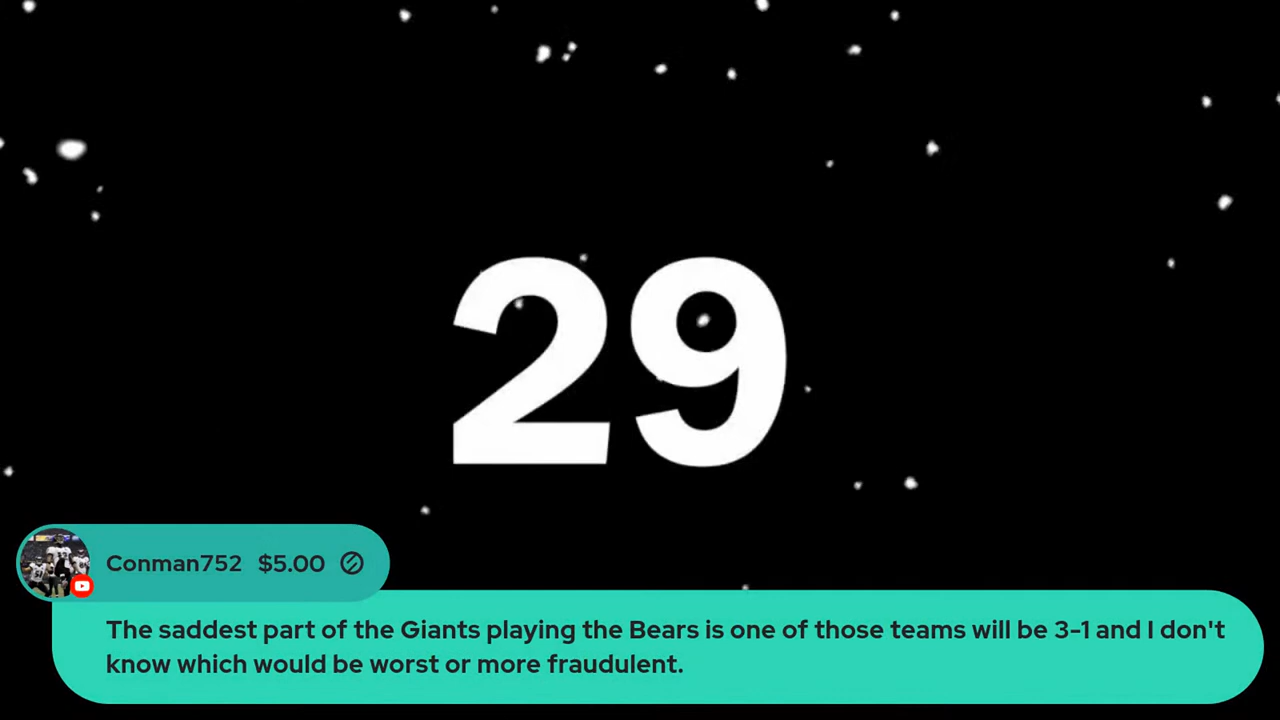 29
Conman752 $5.00
The saddest part of the Giants playing the Bears is one of those teams will be 3-1 and I don't
know which would be worst or more fraudulent.